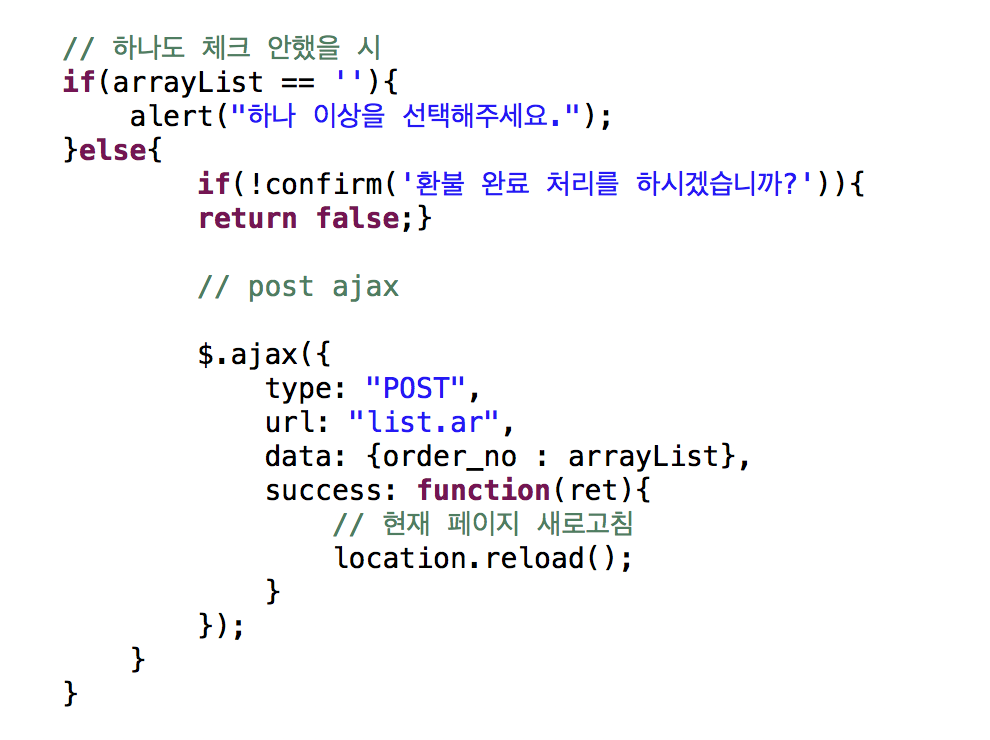 // 하나도 체크 안했을 시
if(arrayList == ''){
    alert("하나 이상을 선택해주세요.");
}else{
        if(!confirm('환불 완료 처리를 하시겠습니까?')){
        return false;}
        // post ajax
        $.ajax({
            type: "POST",
            url: "list.ar",
            data: {order_no : arrayList},
            success: function(ret){
                // 현재 페이지 새로고침
                location.reload();
            }
        });
    }
}